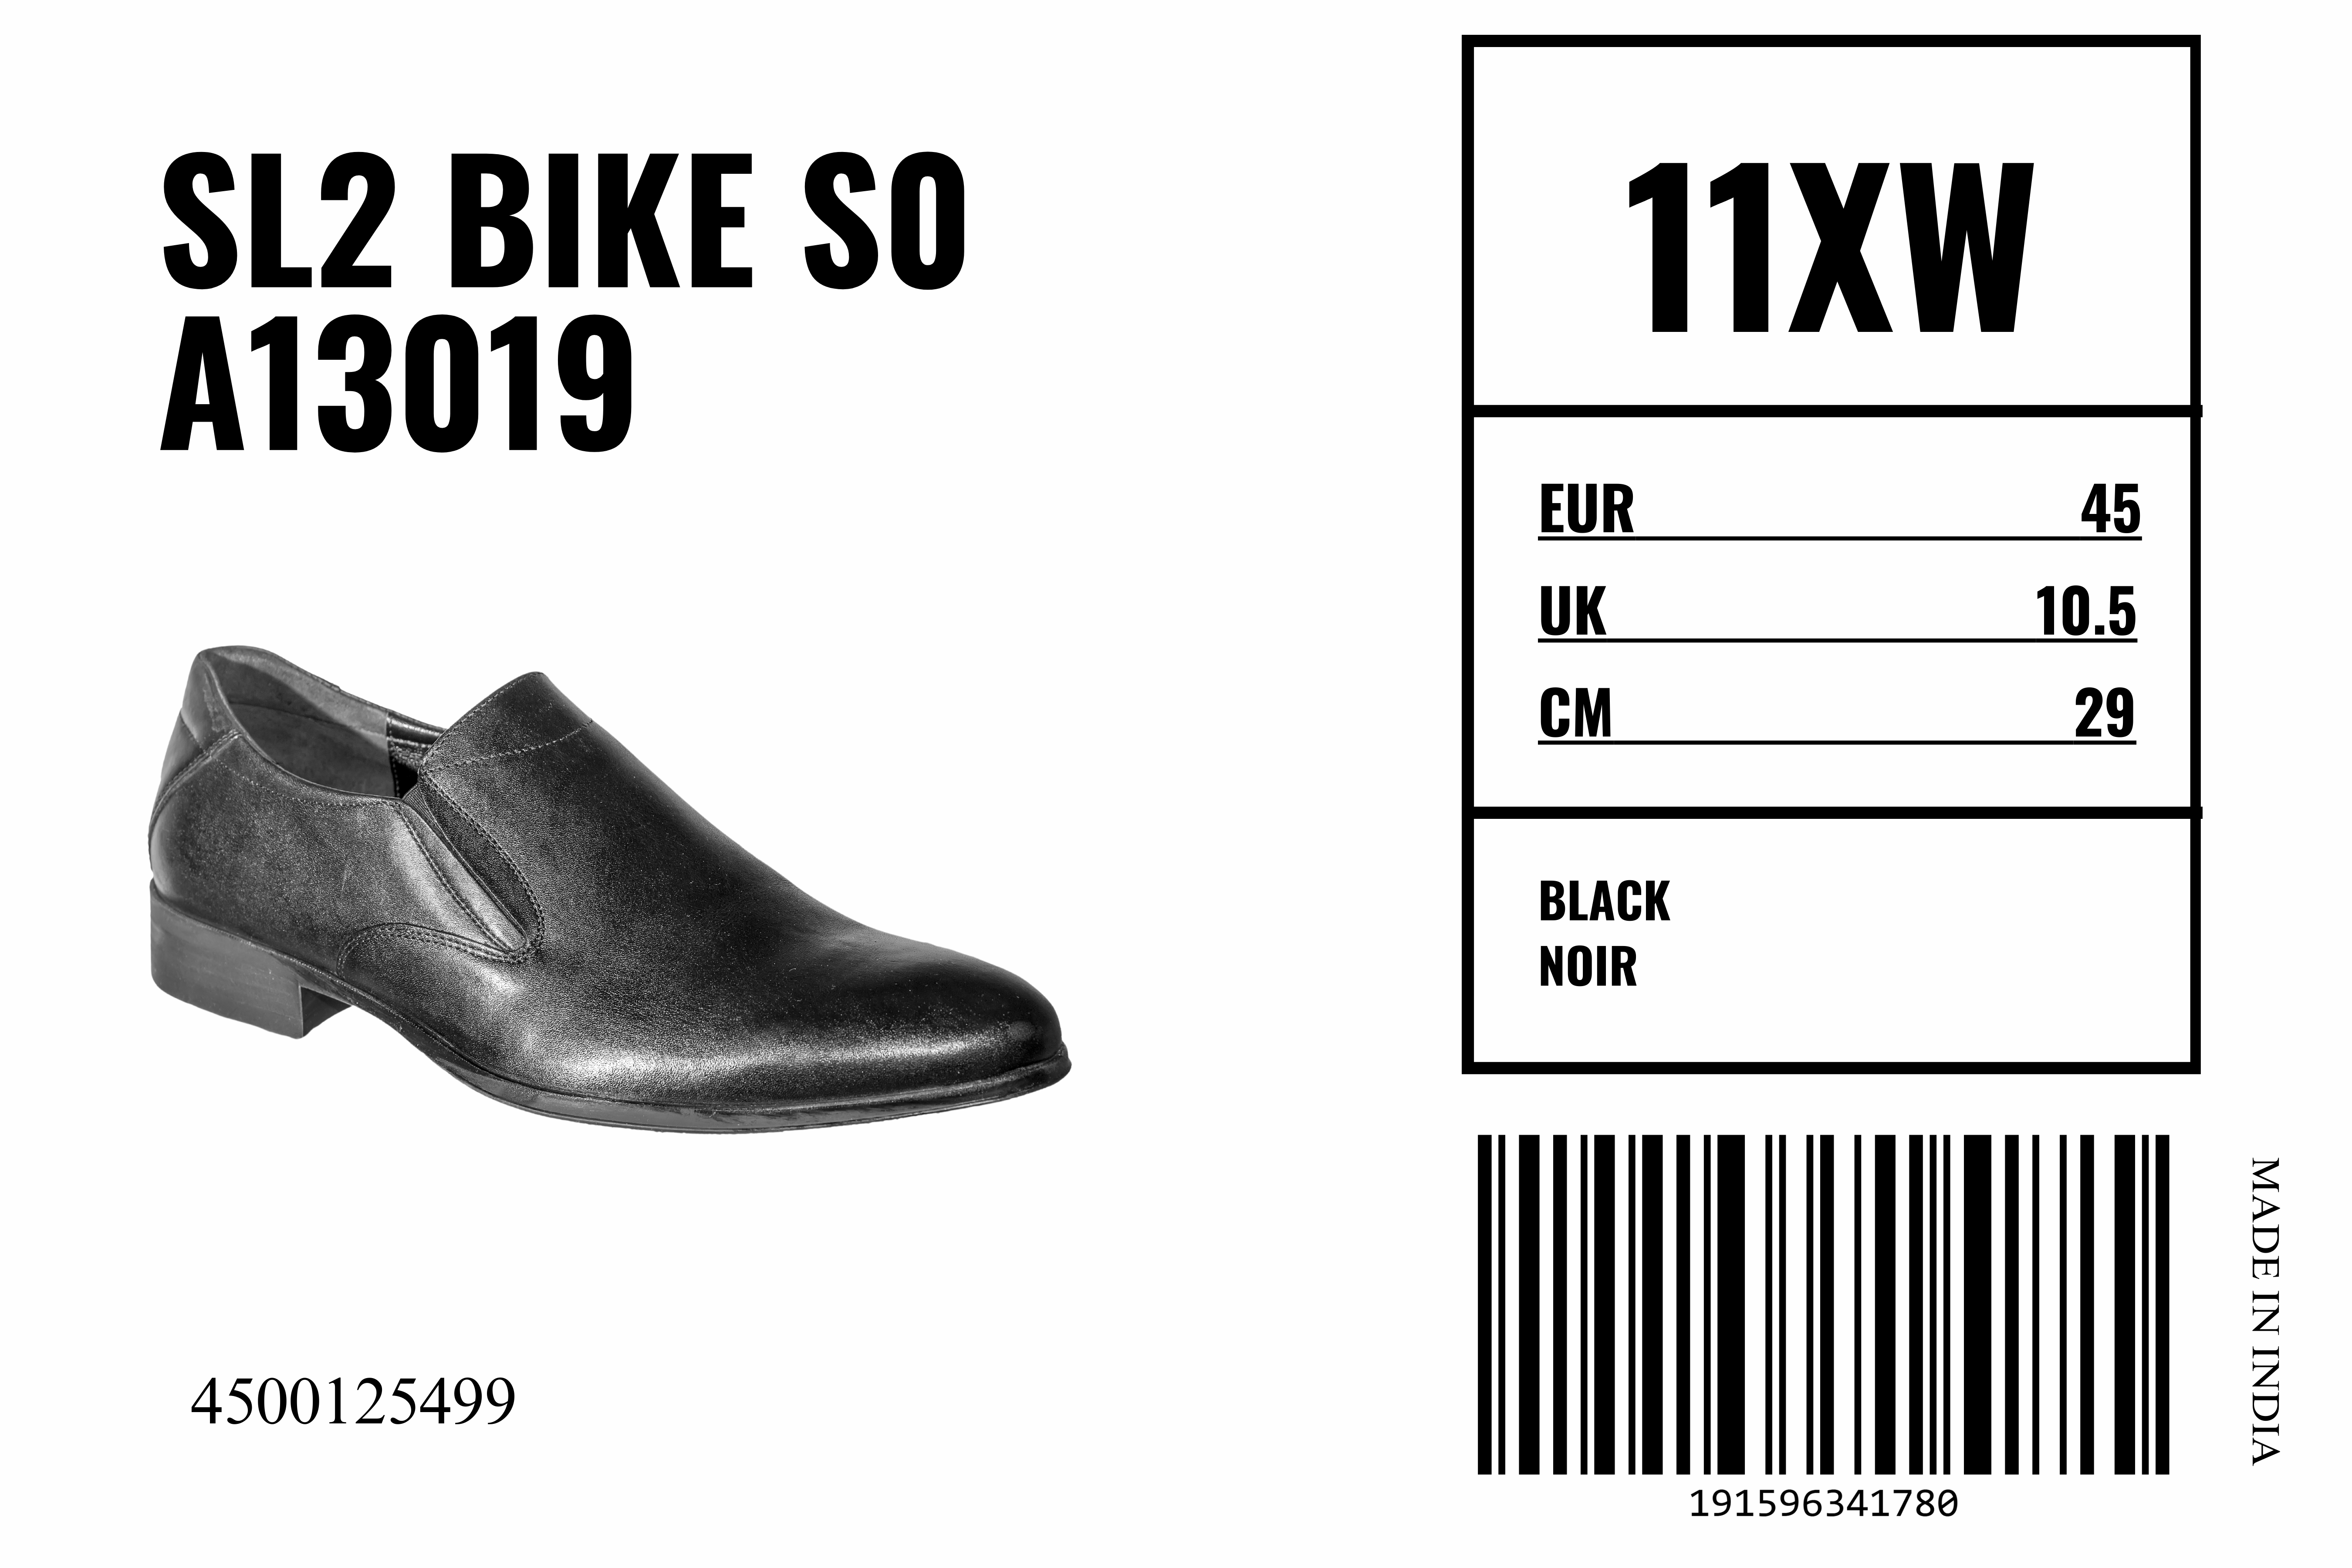 SL2 BIKE SO
A13019
11XW
EUR 45
UK 10.5
CM 29
BLACK
NOIR
4500125499
191596341780
MADE IN INDIA